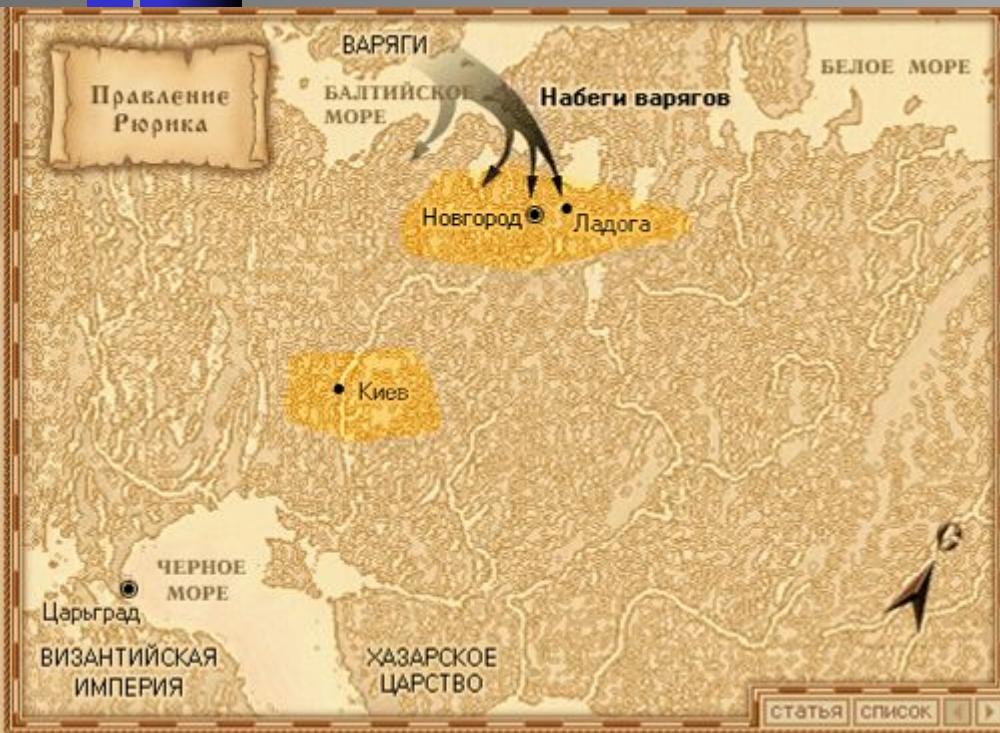 ВАРЯГИ
Правление
Рюрика
БАЛТИЙСКОЕ
МОРЕ
Набеги варягов
БЕЛОЕ МОРЕ
Новгород
Ладога
Киев
С
ЧЕРНОЕ
МОРЕ
Царьград
ВИЗАНТИЙСКАЯ
ИМПЕРИЯ
ХАЗАРСКОЕ
ЦАРСТВО
статья список